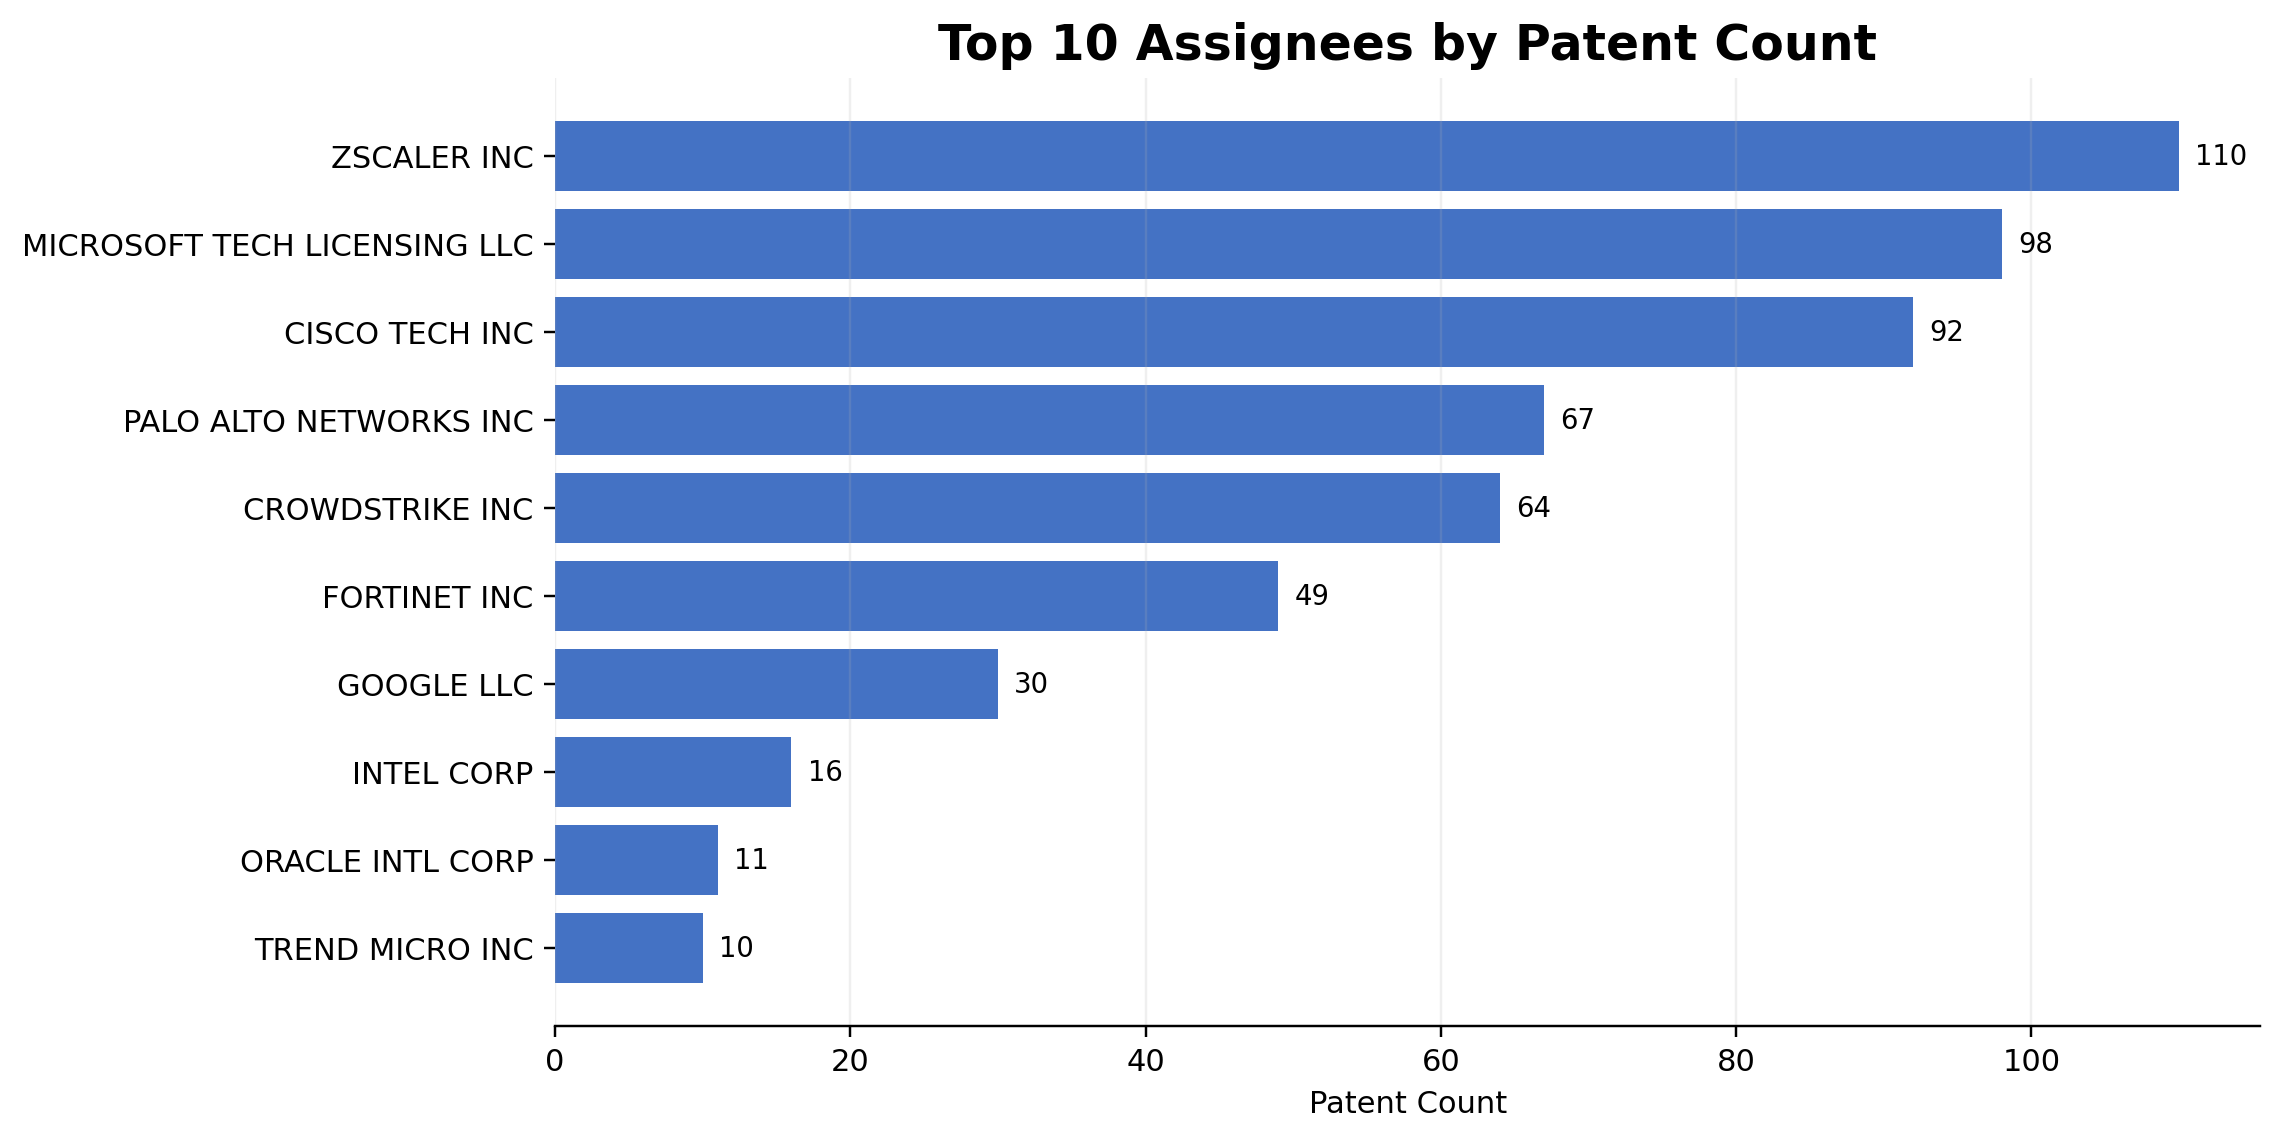 Top 10 Assignees by Patent Count
ZSCALER INC 110
MICROSOFT TECH LICENSING LLC 98
CISCO TECH INC 92
PALO ALTO NETWORKS INC 67
CROWDSTRIKE INC 64
FORTINET INC 49
GOOGLE LLC 30
INTEL CORP 16
ORACLE INTL CORP 11
TREND MICRO INC 10
0 20 40 60 80 100
Patent Count